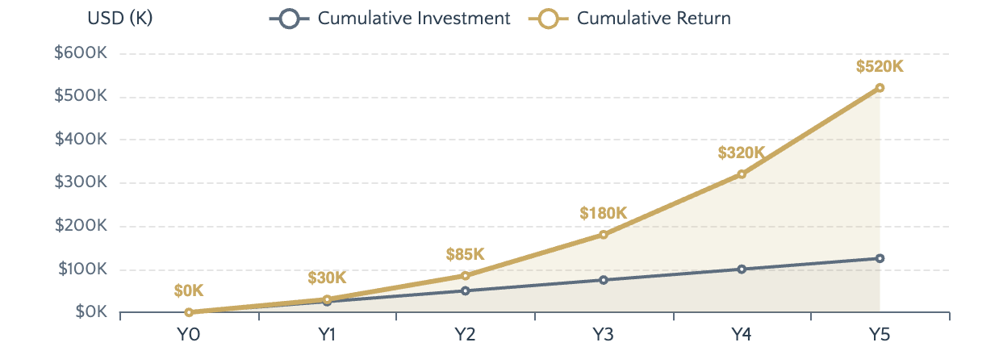 USD (K)
Cumulative Investment
Cumulative Return
$600K
$500K
$400K
$300K
$200K
$100K
$0K
$0K
$30K
$85K
$180K
$320K
$520K
Y0
Y1
Y2
Y3
Y4
Y5